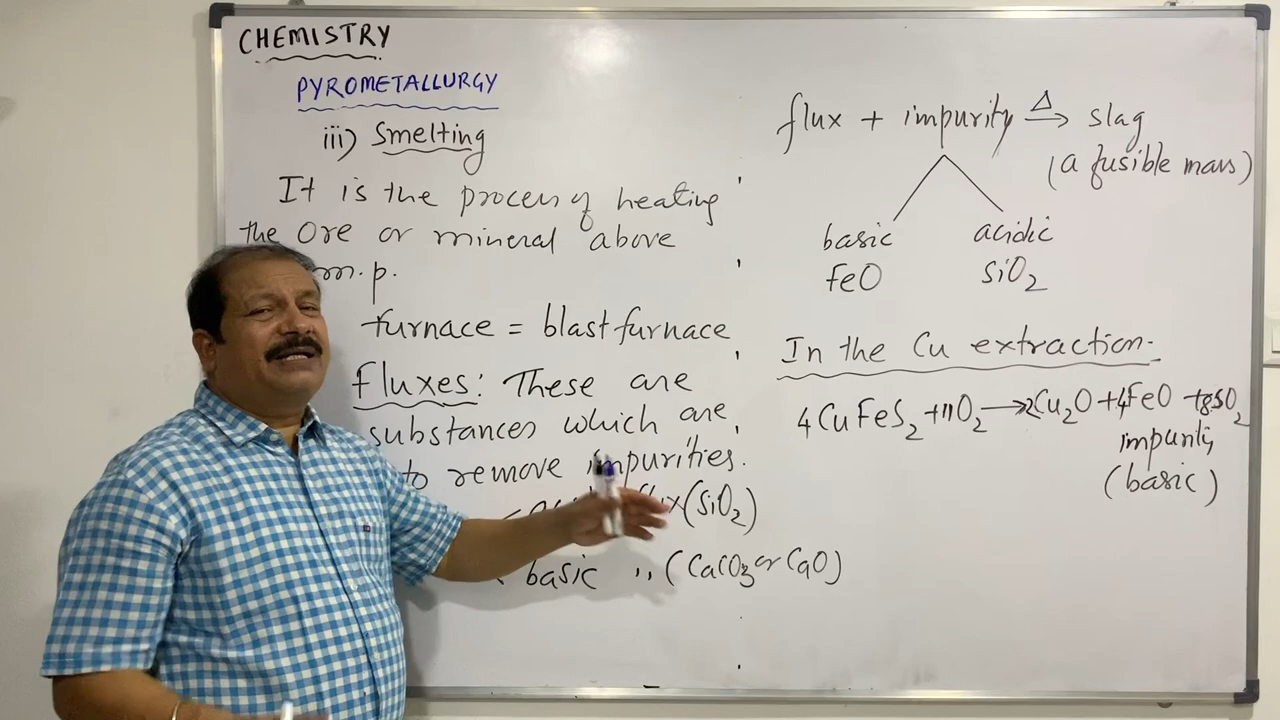 CHEMISTRY
PYROMETALLURGY
iii) Smelting
It is the process of heating
the Ore or mineral above
m.p.
furnace = blast furnace
Fluxes: These are
substances which are
to remove impurities.
flux (SiO₂)
basic ,, (CaCO₃ or CaO)
flux + impurity △→ slag
(a fusible mass)
basic acidic
FeO SiO₂
In the Cu extraction.
4CuFeS₂ + 11O₂ → 2Cu₂O + 4FeO + 8SO₂
impurity
(basic)